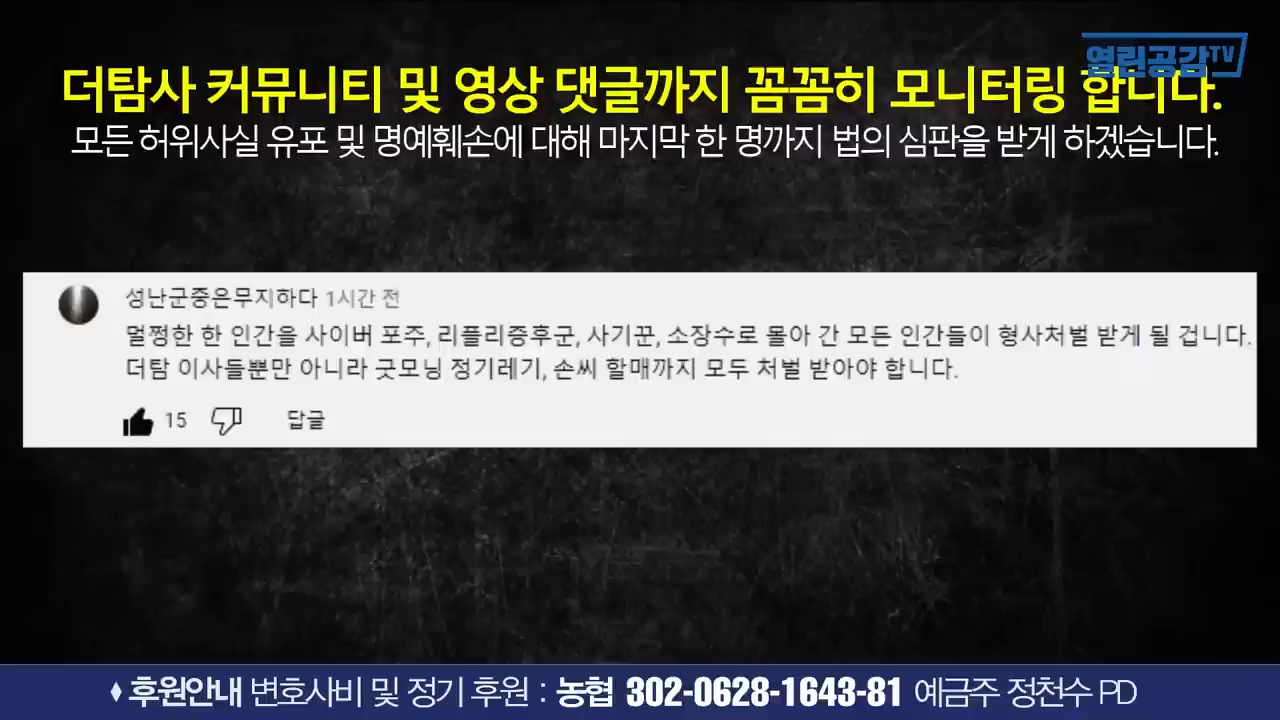 열린공감TV
더탐사 커뮤니티 및 영상 댓글까지 꼼꼼히 모니터링 합니다.
모든 허위사실 유포 및 명예훼손에 대해 마지막 한 명까지 법의 심판을 받게 하겠습니다.
성난군중은무지하다 1시간 전
멀쩡한 한 인간을 사이버 포주, 리플리증후군, 사기꾼, 소장수로 몰아 간 모든 인간들이 형사처벌 받게 될 겁니다.
더탐 이사들뿐만 아니라 굿모닝 정기레기, 손씨 할매까지 모두 처벌 받아야 합니다.
15 답글
♦ 후원안내 변호사비 및 정기 후원 : 농협 302-0628-1643-81 예금주 정천수 PD